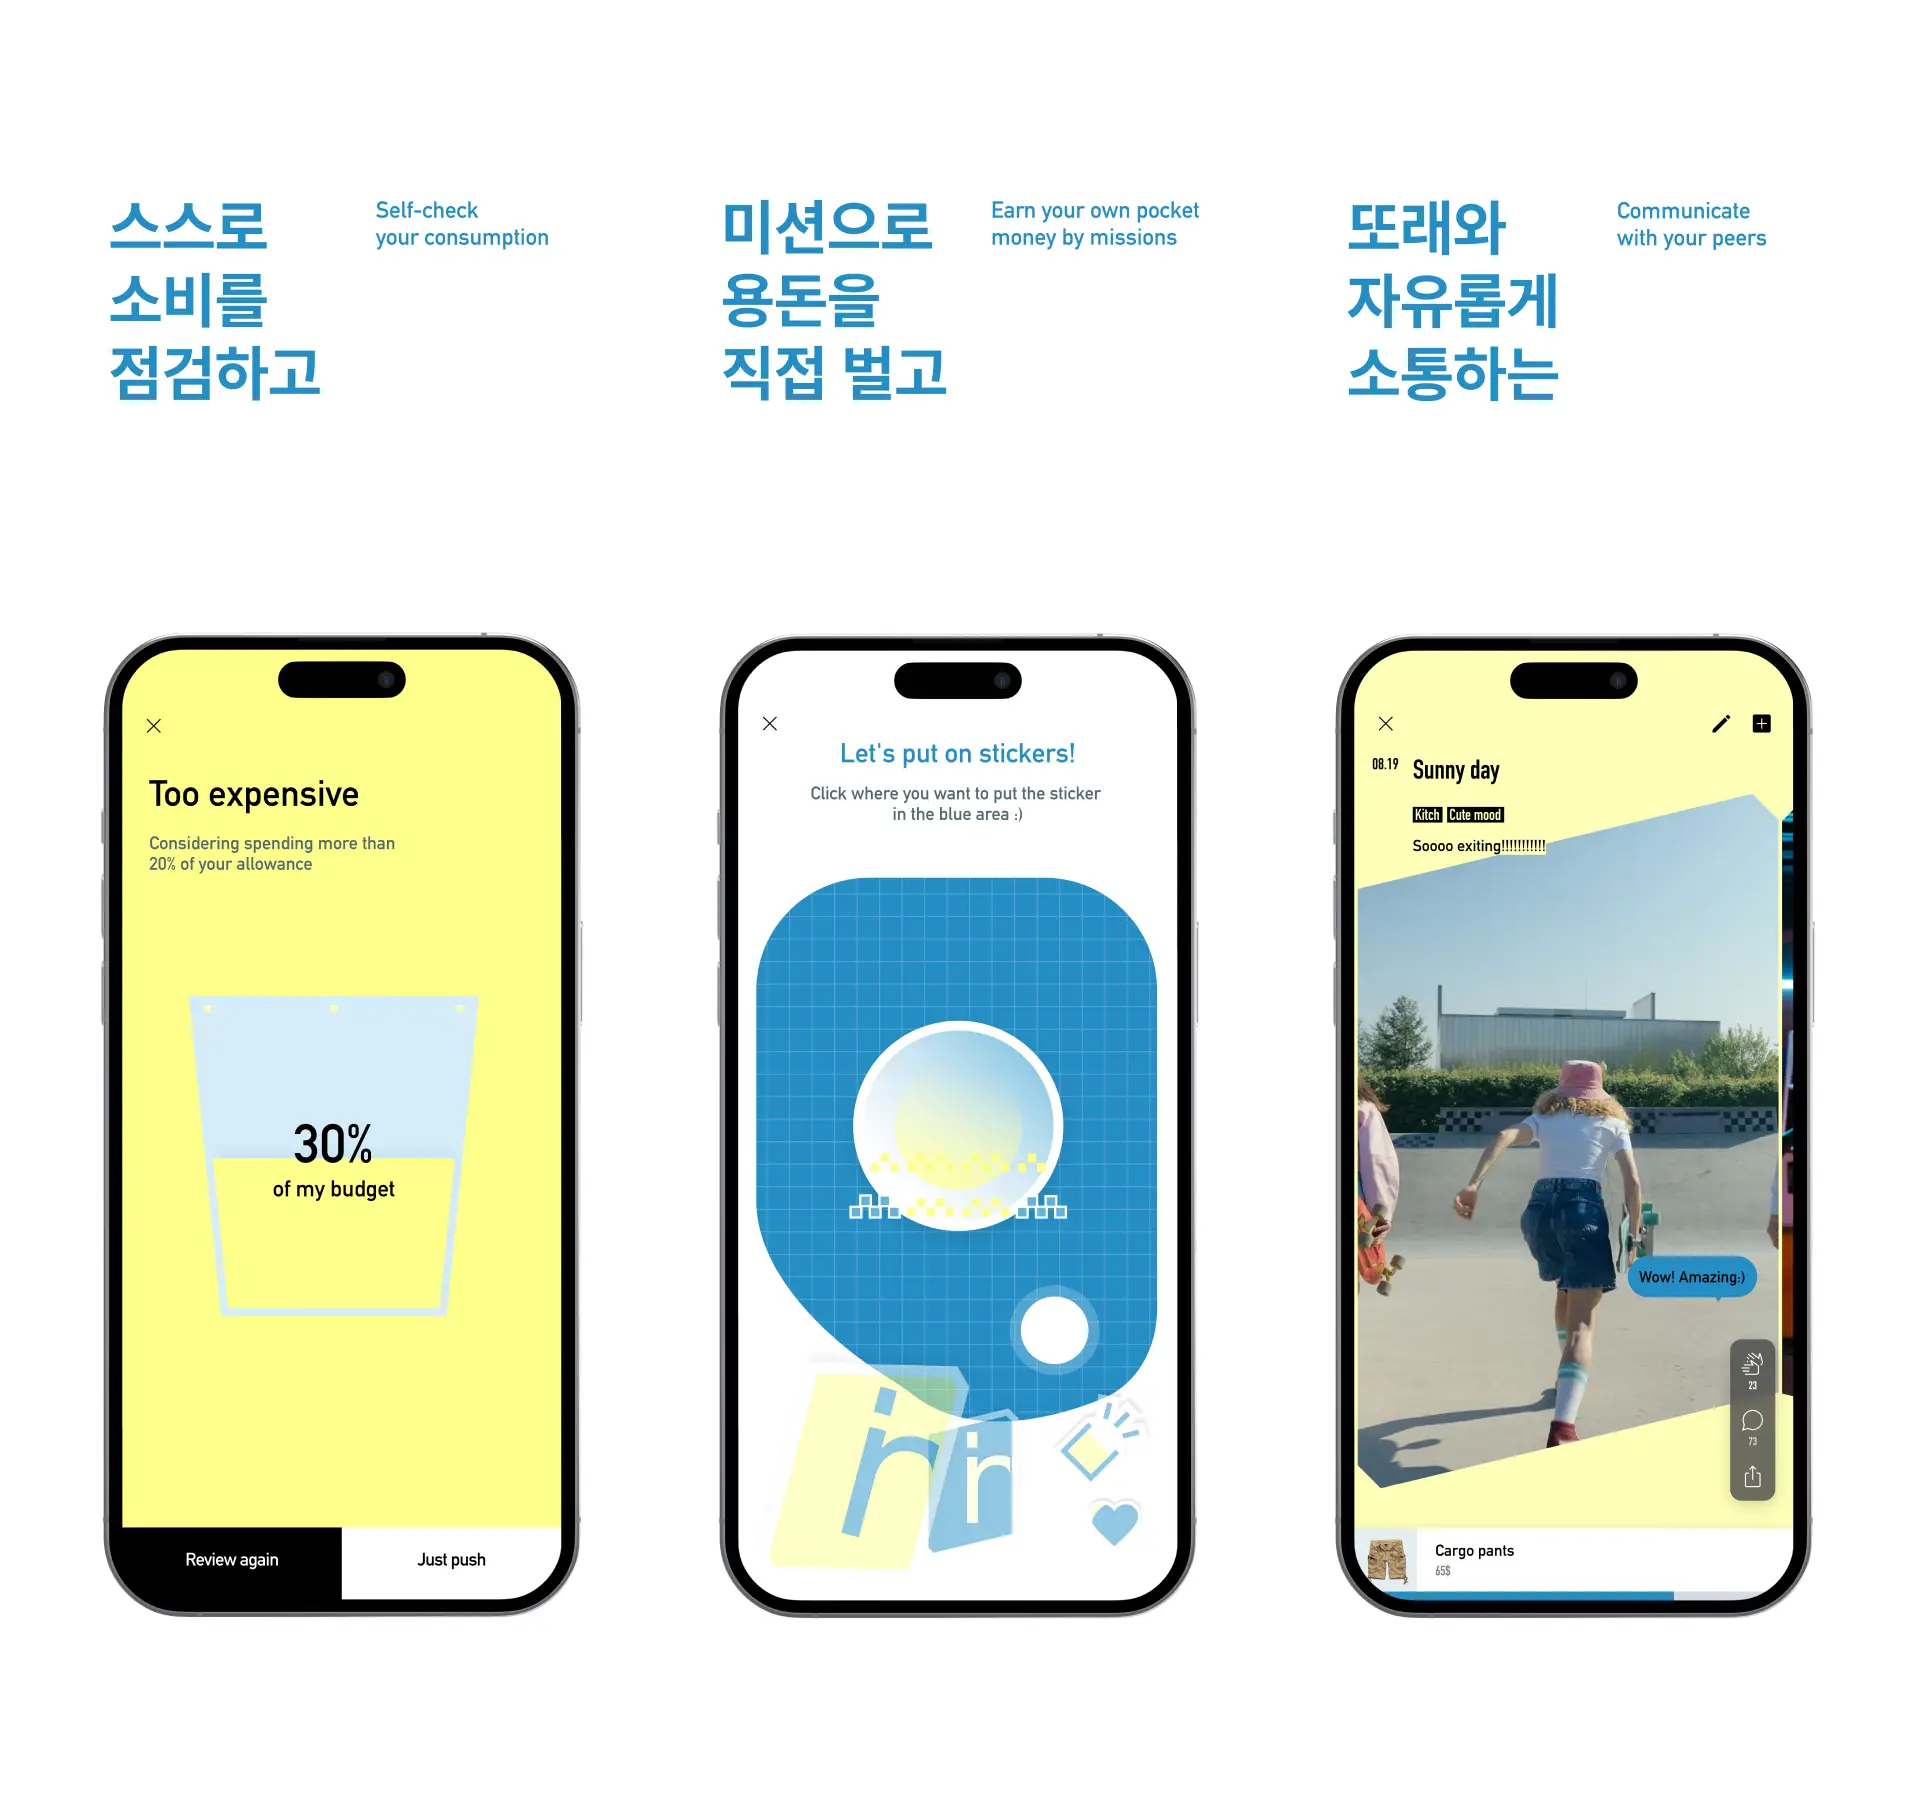 스스로
소비를
점검하고
Self-check
your consumption
미션으로
용돈을
직접 벌고
Earn your own pocket
money by missions
또래와
자유롭게
소통하는
Communicate
with your peers
Too expensive
Considering spending more than
20% of your allowance
30%
of my budget
Review again
Just push
Let's put on stickers!
Click where you want to put the sticker
in the blue area :)
in
in
08.19
Sunny day
Kitch
Cute mood
Soooo exiting!!!!!!!!!!!
Wow! Amazing:)
23
73
Cargo pants
65$